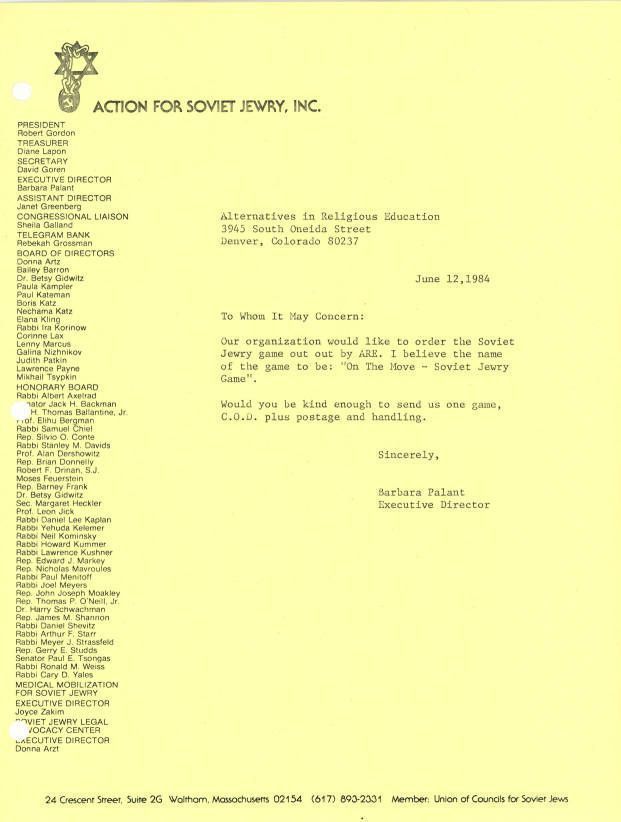 ACTION FOR SOVIET JEWRY, INC.
PRESIDENT
Robert Gordon
TREASURER
Diane Lapon
SECRETARY
David Goren
EXECUTIVE DIRECTOR
Barbara Palant
ASSISTANT DIRECTOR
Janet Greenberg
CONGRESSIONAL LIAISON
Sheila Galland
TELEGRAM BANK
Rebekah Grossman
BOARD OF DIRECTORS
Donna Artz
Bailey Barron
Dr. Betsy Gidwitz
Paula Kampler
Paul Kateman
Boris Katz
Nechama Katz
Elana Kling
Rabbi Ira Korinow
Corinne Lax
Lenny Marcus
Galina Nizhnikov
Judith Patkin
Lawrence Payne
Mikhail Tsypkin
HONORARY BOARD
Rabbi Albert Axelrad
nator Jack H. Backman
H. Thomas Ballantine, Jr.
Prof. Elihu Bergman
Rabbi Samuel Chiel
Rep. Silvio O. Conte
Rabbi Stanley M. Davids
Prof. Alan Dershowitz
Rep. Brian Donnelly
Robert F. Drinan, S.J.
Moses Feuerstein
Rep. Barney Frank
Dr. Betsy Gidwitz
Sec. Margaret Heckler
Prof. Leon Jick
Rabbi Daniel Lee Kaplan
Rabbi Yehuda Kelemer
Rabbi Neil Kominsky
Rabbi Howard Kummer
Rabbi Lawrence Kushner
Rep. Edward J. Markey
Rep. Nicholas Mavroules
Rabbi Paul Menitoff
Rabbi Joel Meyers
Rep. John Joseph Moakley
Rep. Thomas P. O'Neill, Jr.
Dr. Harry Schwachman
Rep. James M. Shannon
Rabbi Daniel Shevitz
Rabbi Arthur F. Starr
Rabbi Meyer J. Strassfeld
Rep. Gerry E. Studds
Senator Paul E. Tsongas
Rabbi Ronald M. Weiss
Rabbi Cary D. Yales
MEDICAL MOBILIZATION
FOR SOVIET JEWRY
EXECUTIVE DIRECTOR
Joyce Zakim
SOVIET JEWRY LEGAL
VOCACY CENTER
EXECUTIVE DIRECTOR
Donna Arzt
Alternatives in Religious Education
3945 South Oneida Street
Denver, Colorado 80237
June 12,1984
To Whom It May Concern:
Our organization would like to order the Soviet
Jewry game out out by ARE. I believe the name
of the game to be: "On The Move - Soviet Jewry
Game".
Would you be kind enough to send us one game,
C.O.D. plus postage and handling.
Sincerely,
Barbara Palant
Executive Director
24 Crescent Street, Suite 2G Waltham, Massachusetts 02154 (617) 893-2331 Member: Union of Councils for Soviet Jews